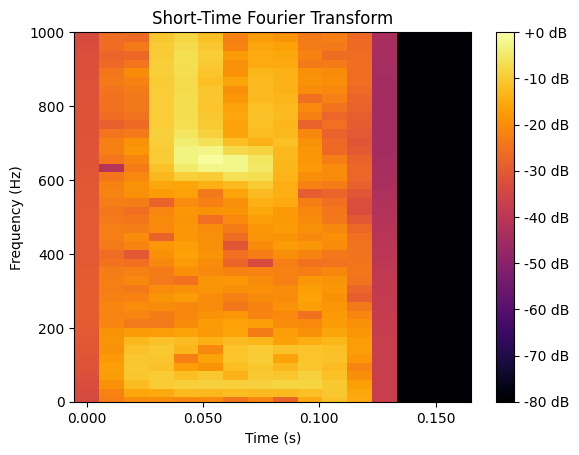 Short-Time Fourier Transform
1000
800
600
400
200
0
Frequency (Hz)
0.000
0.050
0.100
0.150
Time (s)
+0 dB
-10 dB
-20 dB
-30 dB
-40 dB
-50 dB
-60 dB
-70 dB
-80 dB